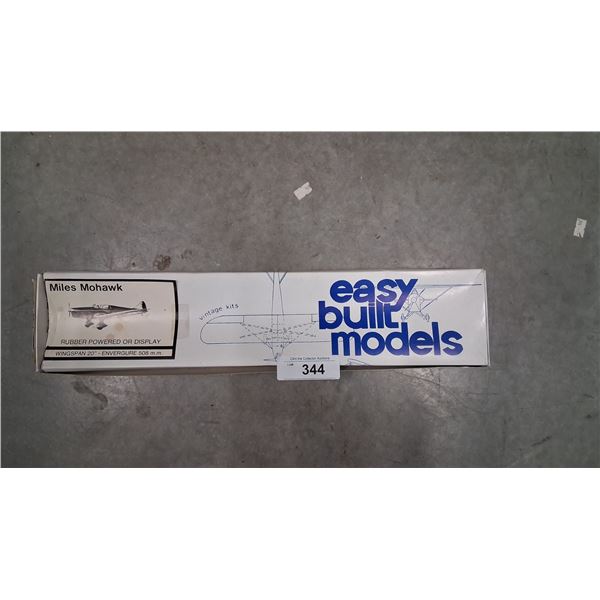 Miles Mohawk
RUBBER POWERED OR DISPLAY
WINGSPAN 20" - ENVERGURE 508 m.m.
vintage kits
easy
built
models
344